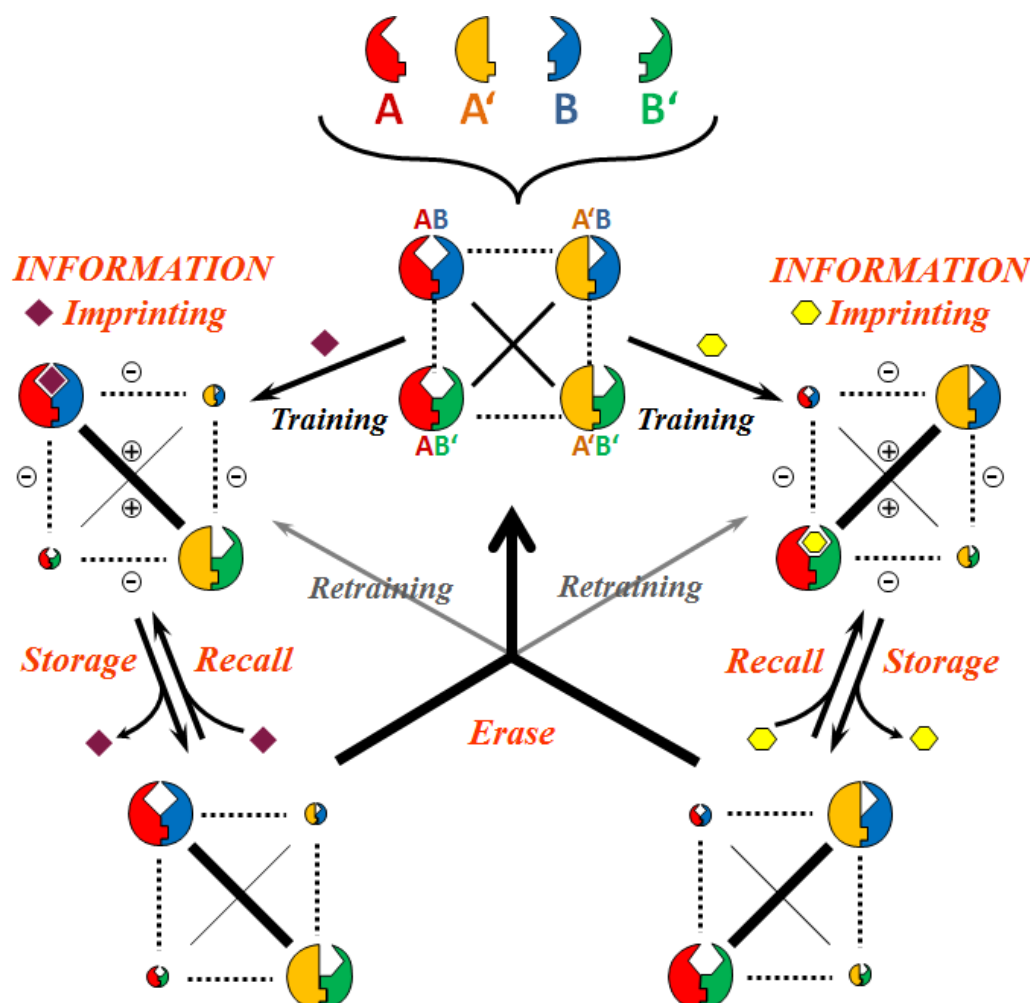 A A‘ B B‘
AB A‘B
INFORMATION
Imprinting
INFORMATION
Imprinting
Training
Training
AB‘ A‘B‘
⊖ ⊖
⊖ ⊕ ⊖
⊕
⊖
⊖ ⊕ ⊖
⊕
⊖
Retraining
Retraining
Storage
Recall
Recall
Storage
Erase